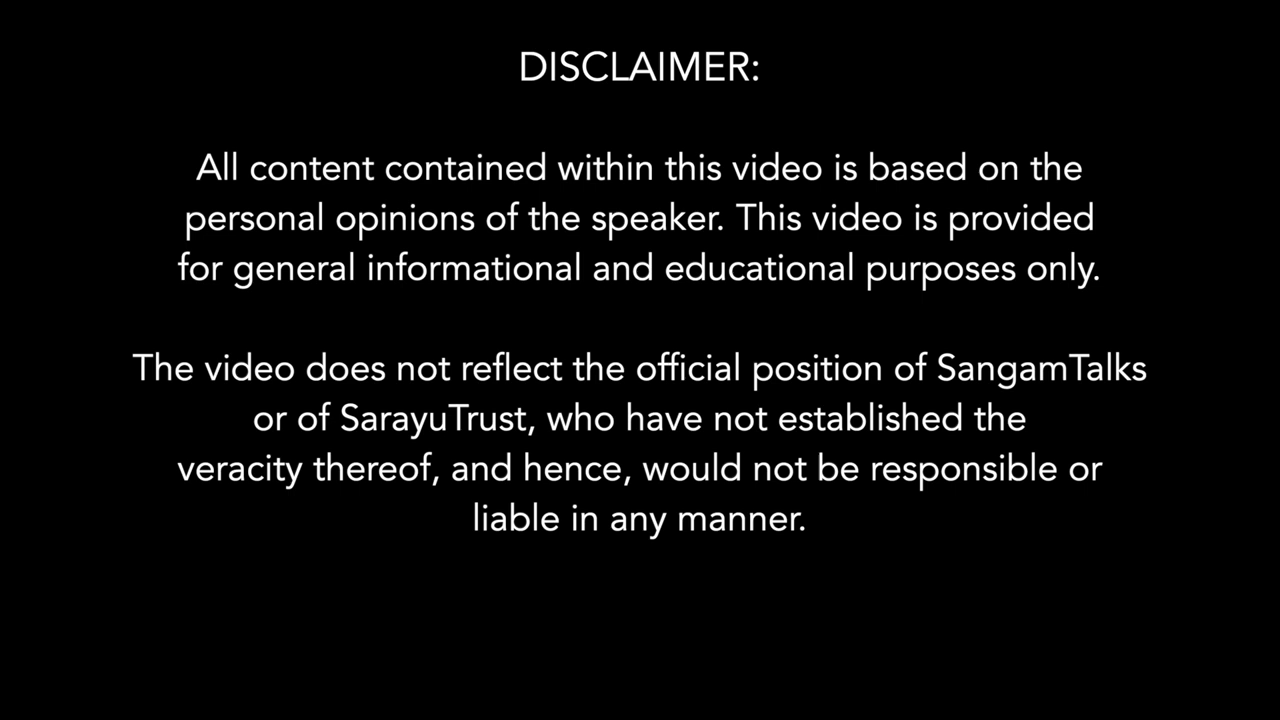 DISCLAIMER:
All content contained within this video is based on the
personal opinions of the speaker. This video is provided
for general informational and educational purposes only.
The video does not reflect the official position of SangamTalks
or of SarayuTrust, who have not established the
veracity thereof, and hence, would not be responsible or
liable in any manner.